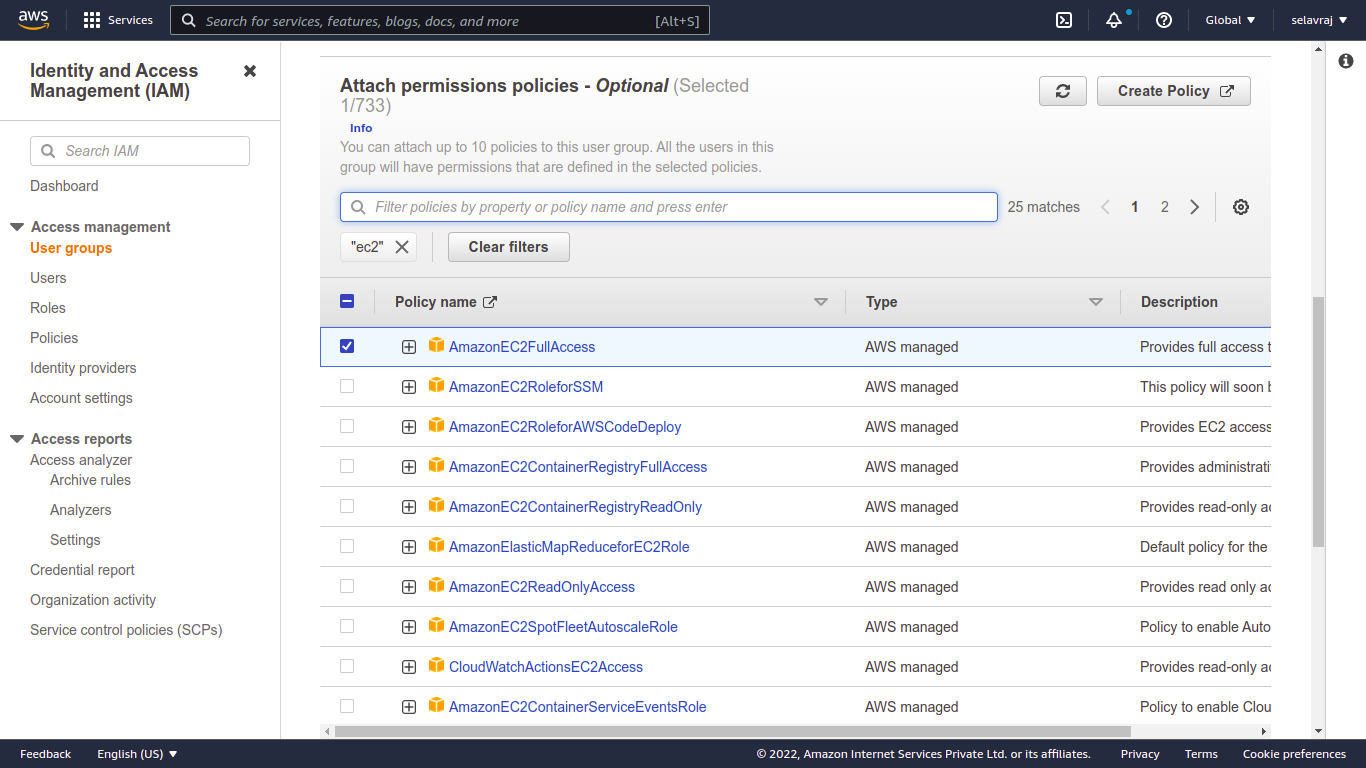 aws
Services
Search for services, features, blogs, docs, and more
[Alt+S]
Global
selavraj
Identity and Access
Management (IAM)
Search IAM
Dashboard
Access management
User groups
Users
Roles
Policies
Identity providers
Account settings
Access reports
Access analyzer
Archive rules
Analyzers
Settings
Credential report
Organization activity
Service control policies (SCPs)
Attach permissions policies - Optional (Selected
1/733)
Info
You can attach up to 10 policies to this user group. All the users in this
group will have permissions that are defined in the selected policies.
Create Policy
Filter policies by property or policy name and press enter
25 matches
1 2
"ec2"
Clear filters
Policy name Type Description
AmazonEC2FullAccess AWS managed Provides full access t
AmazonEC2RoleforSSM AWS managed This policy will soon b
AmazonEC2RoleforAWSCodeDeploy AWS managed Provides EC2 access
AmazonEC2ContainerRegistryFullAccess AWS managed Provides administrati
AmazonEC2ContainerRegistryReadOnly AWS managed Provides read-only ac
AmazonElasticMapReduceforEC2Role AWS managed Default policy for the
AmazonEC2ReadOnlyAccess AWS managed Provides read only ac
AmazonEC2SpotFleetAutoscaleRole AWS managed Policy to enable Auto
CloudWatchActionsEC2Access AWS managed Provides read-only ac
AmazonEC2ContainerServiceEventsRole AWS managed Policy to enable Clou
Feedback
English (US)
© 2022, Amazon Internet Services Private Ltd. or its affiliates.
Privacy
Terms
Cookie preferences